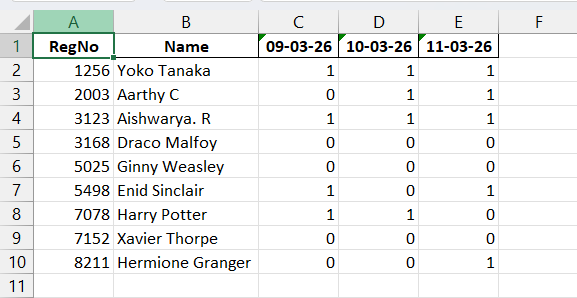 A B C D E F
1 RegNo Name 09-03-26 10-03-26 11-03-26
2 1256 Yoko Tanaka 1 1 1
3 2003 Aarthy C 0 1 1
4 3123 Aishwarya. R 1 1 1
5 3168 Draco Malfoy 0 0 0
6 5025 Ginny Weasley 0 0 0
7 5498 Enid Sinclair 1 0 1
8 7078 Harry Potter 1 1 0
9 7152 Xavier Thorpe 0 0 0
10 8211 Hermione Granger 0 0 1
11